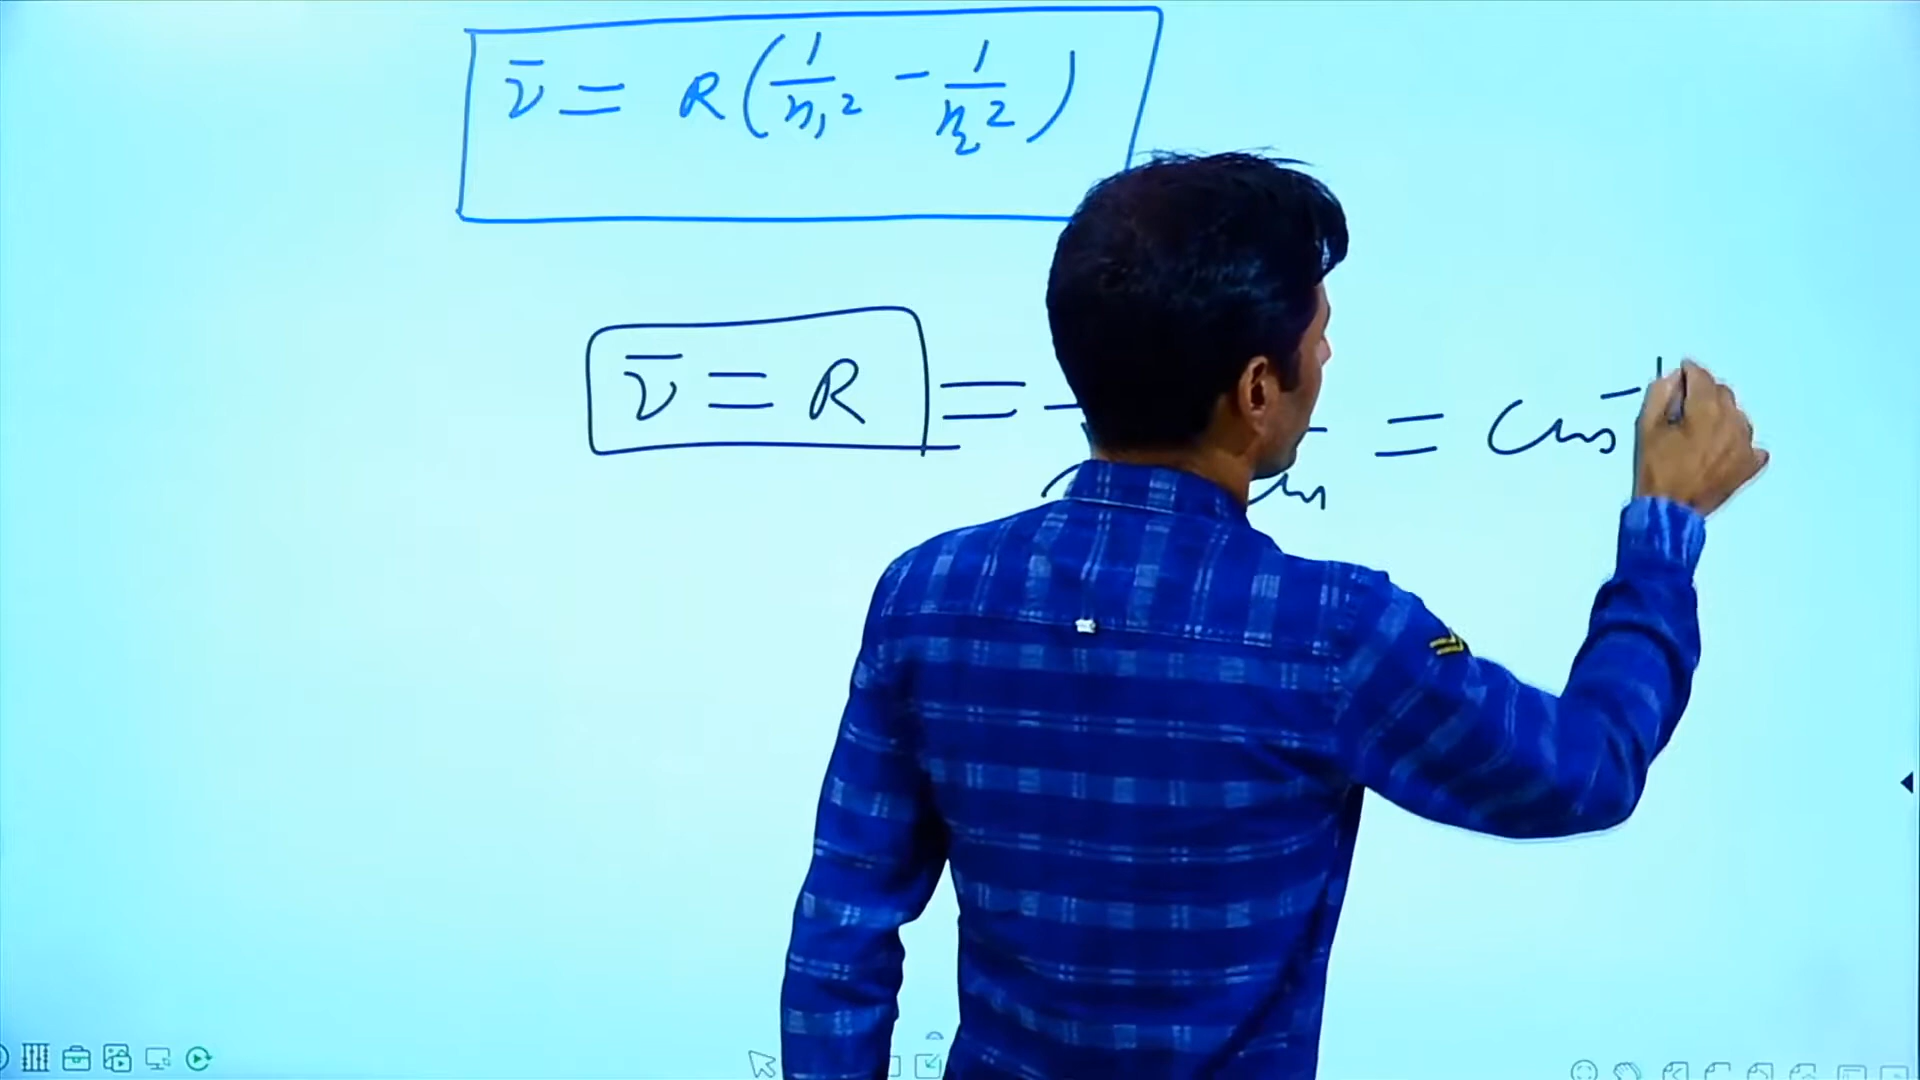 ν̄ = R(1/n₁² − 1/n₂²)
ν̄ = R = = cm⁻¹